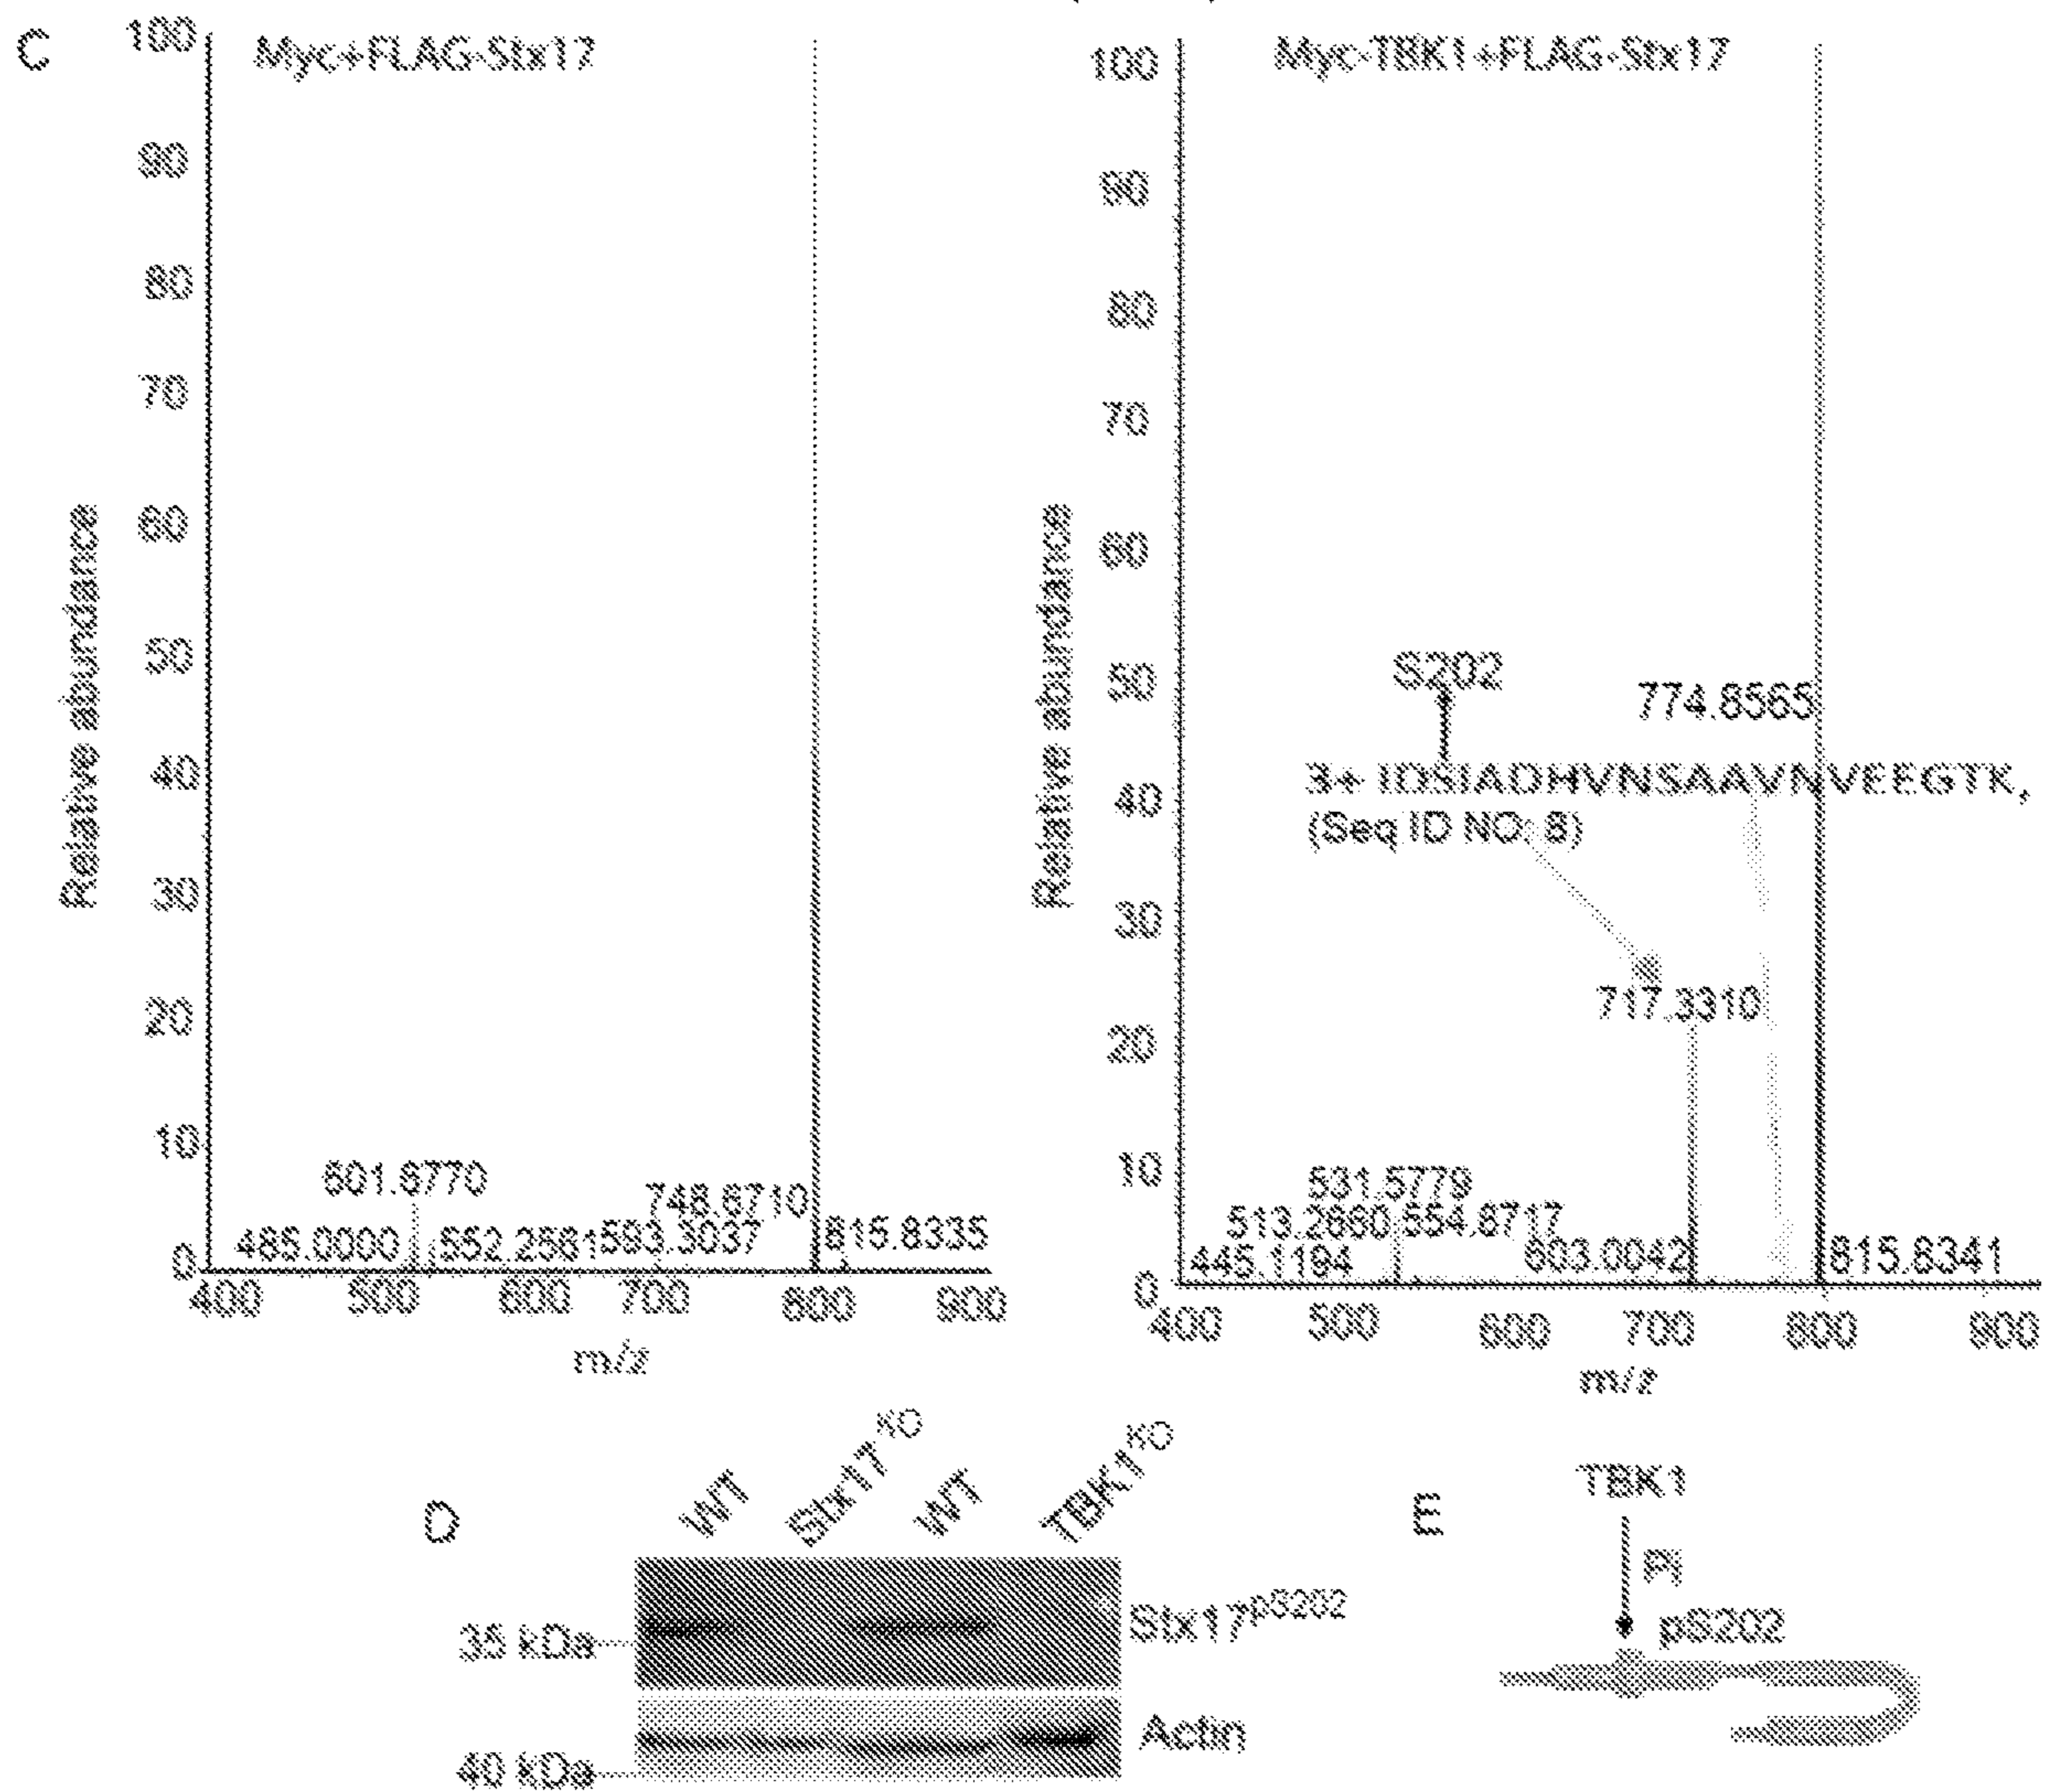 C
Myc+FLAG-Stx17
100
90
80
70
60
50
40
30
20
10
0
Relative abundance
601.6770
748.6710
485.0000
552.2561
593.3037
815.8335
400
500
600
700
800
900
m/z
Myc-TBK1+FLAG-Stx17
100
90
80
70
60
50
40
30
20
10
0
Relative abundance
S202
774.8565
3+ IDSIADHVNSAAVNVEEGTK,
(Seq ID NO: 8)
717.3310
531.5779
513.2660
554.6717
445.1194
603.0042
815.8341
400
500
600
700
800
900
m/z
D
WT
Stx17KO
WT
TBK1KO
35 kDa
Stx17pS202
40 kDa
Actin
E
TBK1
Pi
pS202